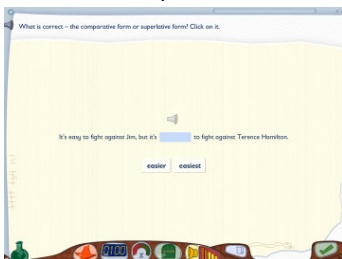 What is correct – the comparative form or superlative form? Click on it.
It's easy to fight against Jim, but it's to fight against Terence Hamilton.
easier easiest